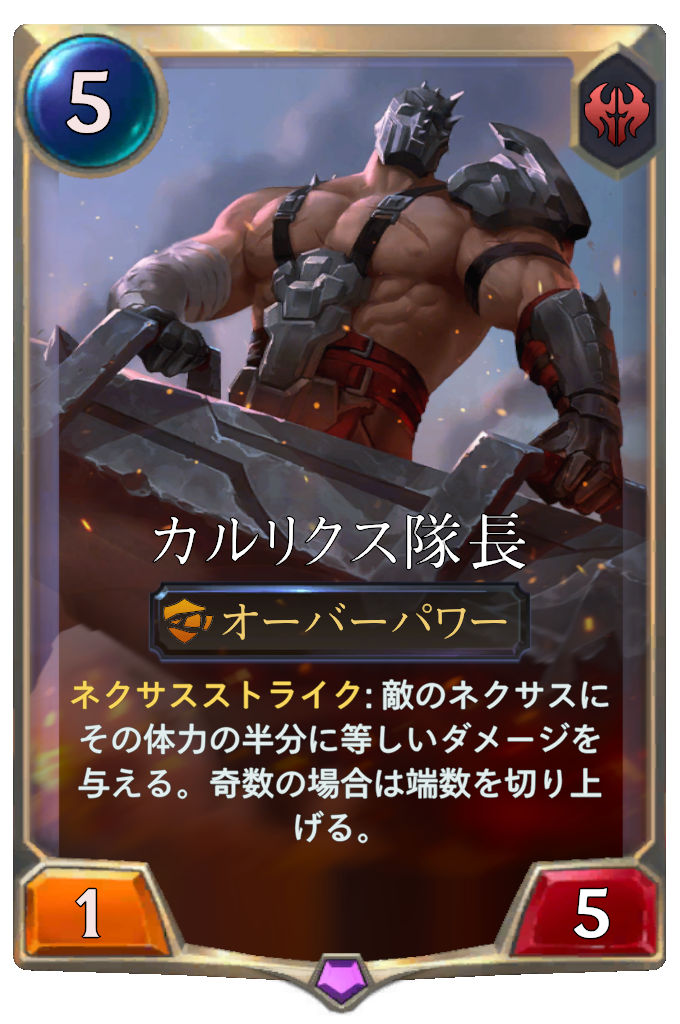 5
カルリクス隊長
オーバーパワー
ネクサスストライク: 敵のネクサスに
その体力の半分に等しいダメージを
与える。奇数の場合は端数を切り上
げる。
1
5